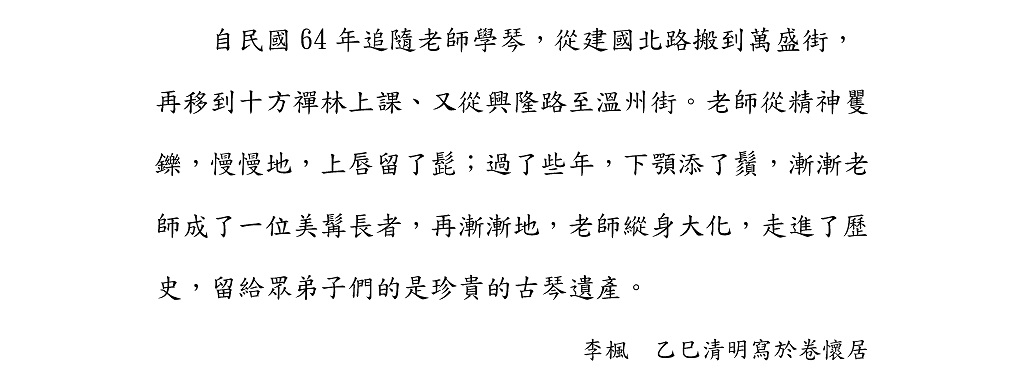 自民國 64 年追隨老師學琴，從建國北路搬到萬盛街，
再移到十方禪林上課、又從興隆路至溫州街。老師從精神矍
鑠，慢慢地，上唇留了髭；過了些年，下顎添了鬚，漸漸老
師成了一位美髯長者，再漸漸地，老師縱身大化，走進了歷
史，留給眾弟子們的是珍貴的古琴遺產。
李楓　乙巳清明寫於卷懷居